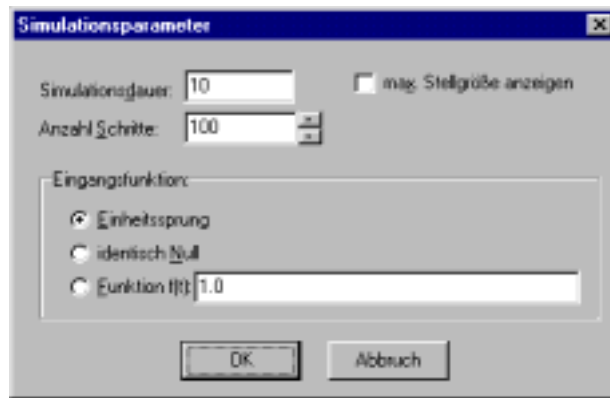 Simulationsparameter
Simulationsdauer: 10
max. Stellgröße anzeigen
Anzahl Schritte: 100
Eingangsfunktion:
Einheitssprung
identisch Null
Funktion f(t): 1.0
OK
Abbruch